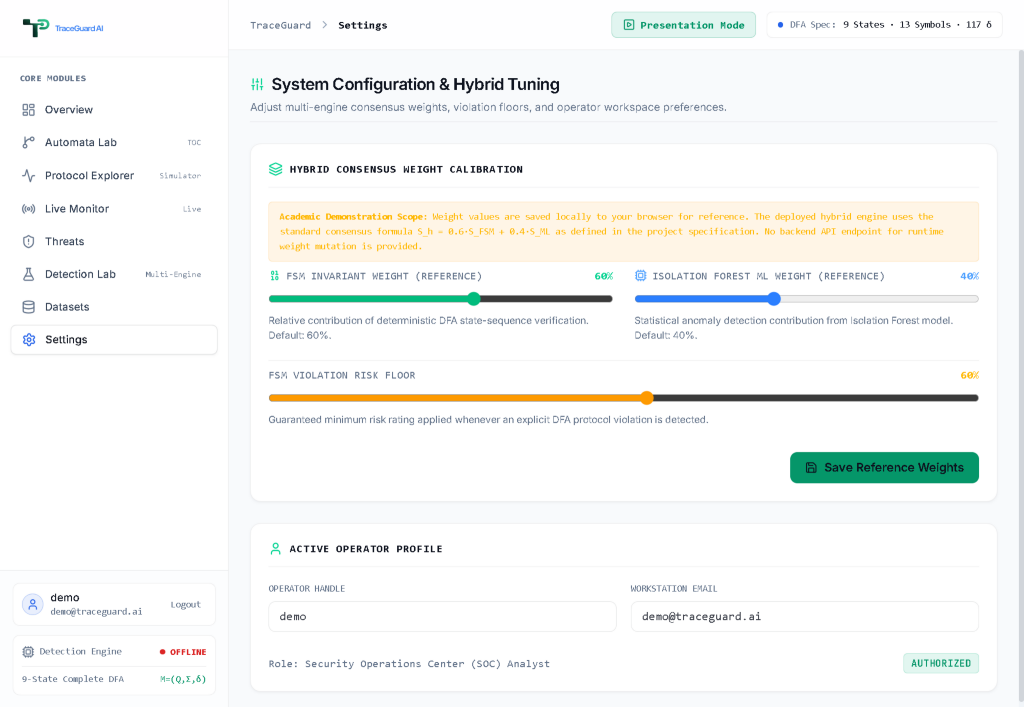 TraceGuard AI
CORE MODULES
Overview
Automata Lab TOC
Protocol Explorer Simulator
Live Monitor Live
Threats
Detection Lab Multi-Engine
Datasets
Settings
demo
demo@traceguard.ai
Logout
Detection Engine OFFLINE
9-State Complete DFA M=(Q,Σ,δ)
TraceGuard > Settings
Presentation Mode
DFA Spec: 9 States · 13 Symbols · 117 δ
System Configuration & Hybrid Tuning
Adjust multi-engine consensus weights, violation floors, and operator workspace preferences.
HYBRID CONSENSUS WEIGHT CALIBRATION
Academic Demonstration Scope: Weight values are saved locally to your browser for reference. The deployed hybrid engine uses the
standard consensus formula S_h = 0.6·S_FSM + 0.4·S_ML as defined in the project specification. No backend API endpoint for runtime
weight mutation is provided.
FSM INVARIANT WEIGHT (REFERENCE) 60%
Relative contribution of deterministic DFA state-sequence verification.
Default: 60%.
ISOLATION FOREST ML WEIGHT (REFERENCE) 40%
Statistical anomaly detection contribution from Isolation Forest model.
Default: 40%.
FSM VIOLATION RISK FLOOR 60%
Guaranteed minimum risk rating applied whenever an explicit DFA protocol violation is detected.
Save Reference Weights
ACTIVE OPERATOR PROFILE
OPERATOR HANDLE
demo
WORKSTATION EMAIL
demo@traceguard.ai
Role: Security Operations Center (SOC) Analyst
AUTHORIZED